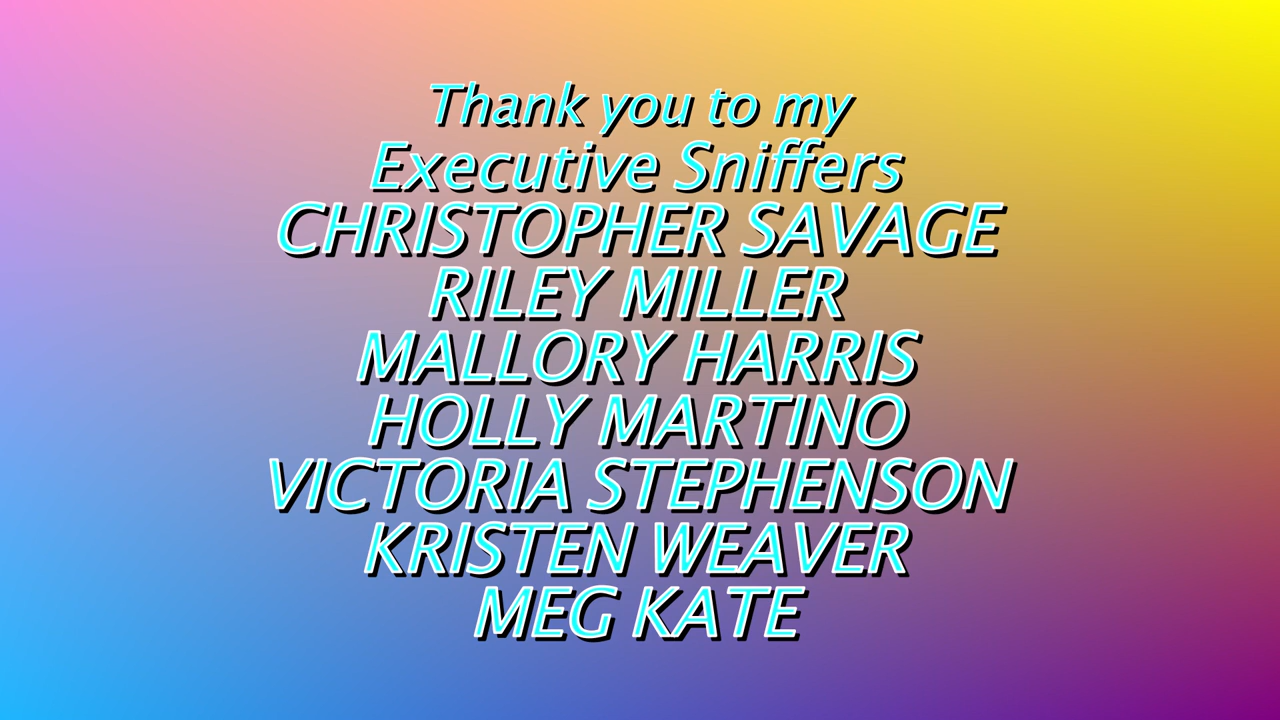 Thank you to my
Executive Sniffers
CHRISTOPHER SAVAGE
RILEY MILLER
MALLORY HARRIS
HOLLY MARTINO
VICTORIA STEPHENSON
KRISTEN WEAVER
MEG KATE